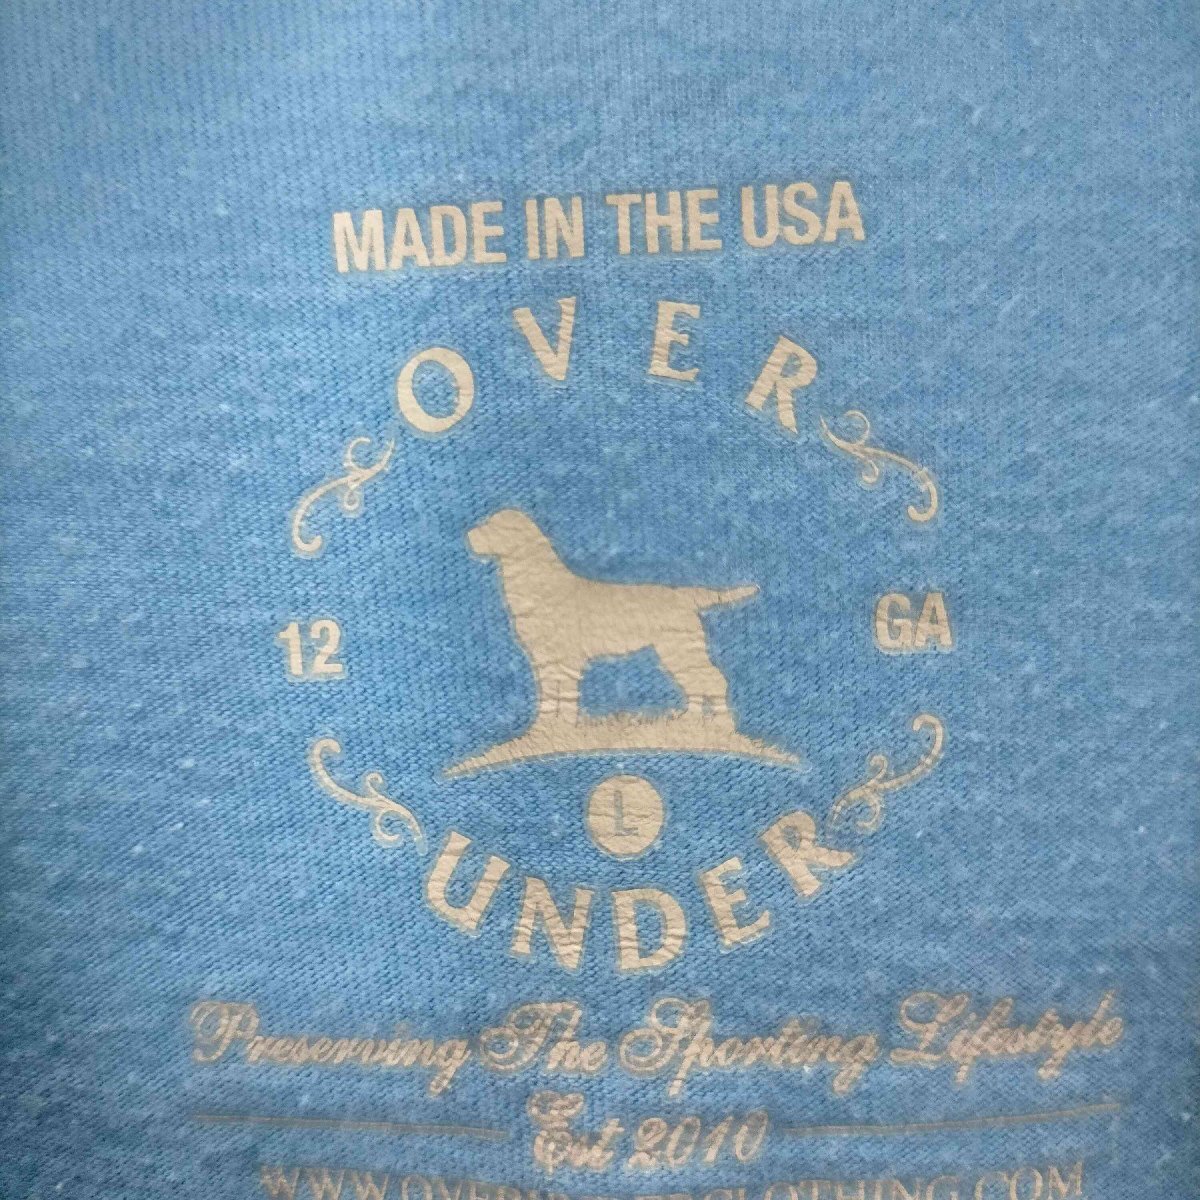 MADE IN THE USA
OVER
12 GA
L
UNDER
Preserving The Sporting Lifestyle
Est 2010